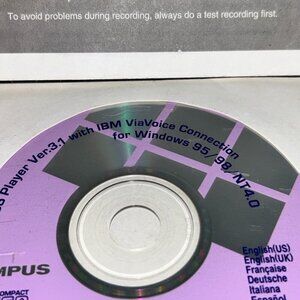 To avoid problems during recording, always do a test recording first.
Player Ver.3.1 with IBM ViaVoice Connection
for Windows 95/98/NT4.0
English(US)
English(UK)
Française
Deutsche
Italiana
Español
MPUS
COMPACT